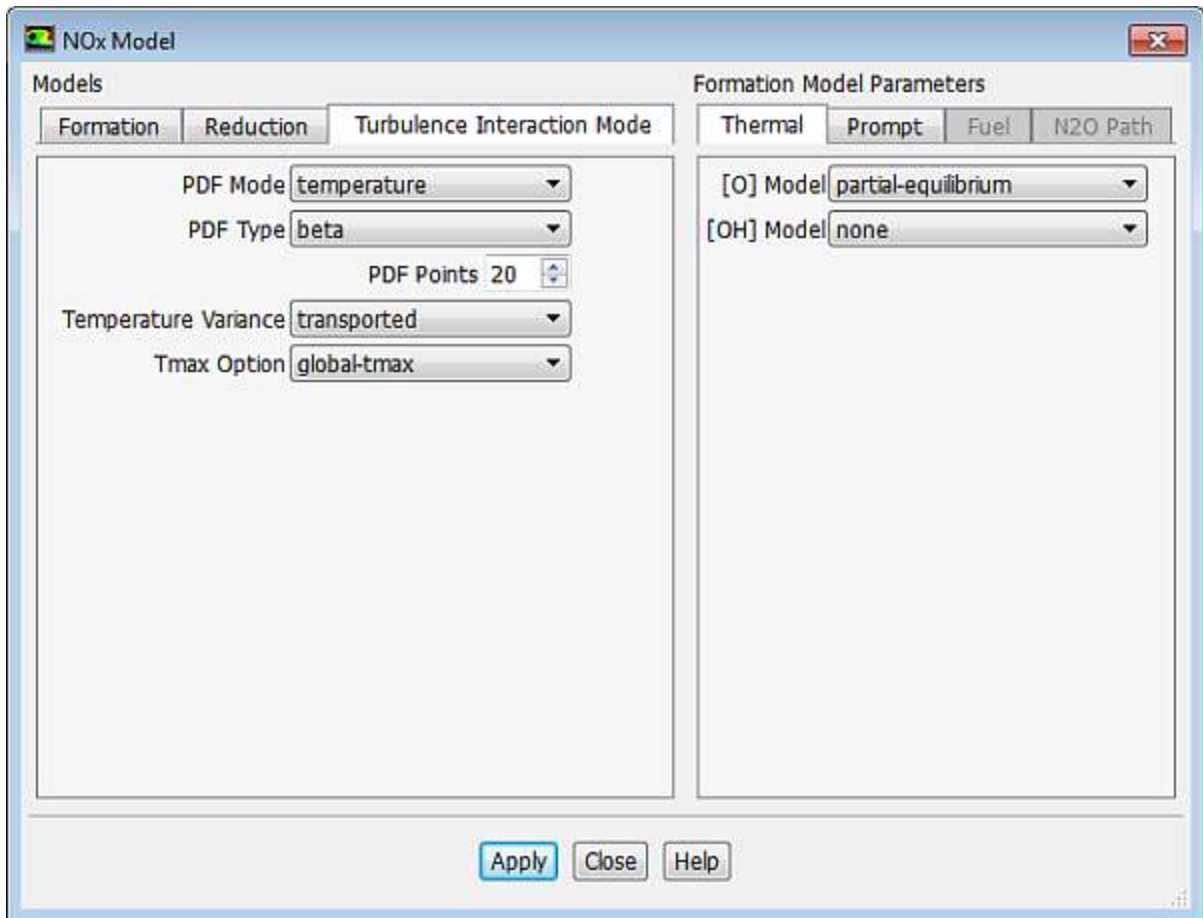 NOx Model
Models
Formation Reduction Turbulence Interaction Mode
PDF Mode temperature
PDF Type beta
PDF Points 20
Temperature Variance transported
Tmax Option global-tmax
Formation Model Parameters
Thermal Prompt Fuel N2O Path
[O] Model partial-equilibrium
[OH] Model none
Apply Close Help